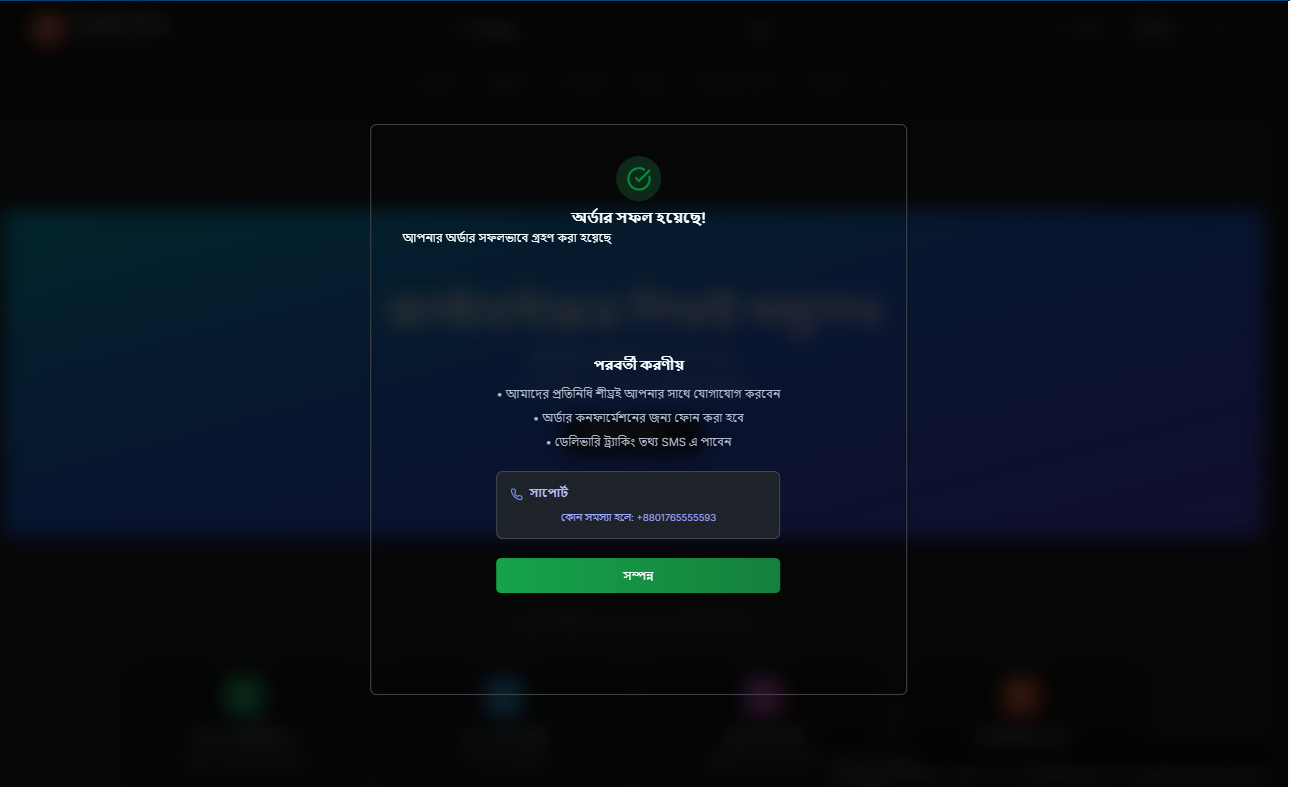 অর্ডার সফল হয়েছে!
আপনার অর্ডার সফলভাবে গ্রহণ করা হয়েছে
পরবর্তী করণীয়
• আমাদের প্রতিনিধি শীঘ্রই আপনার সাথে যোগাযোগ করবেন
• অর্ডার কনফার্মেশনের জন্য ফোন করা হবে
• ডেলিভারি ট্র্যাকিং তথ্য SMS এ পাবেন
সাপোর্ট
কোন সমস্যা হলে: +8801765555593
সম্পন্ন